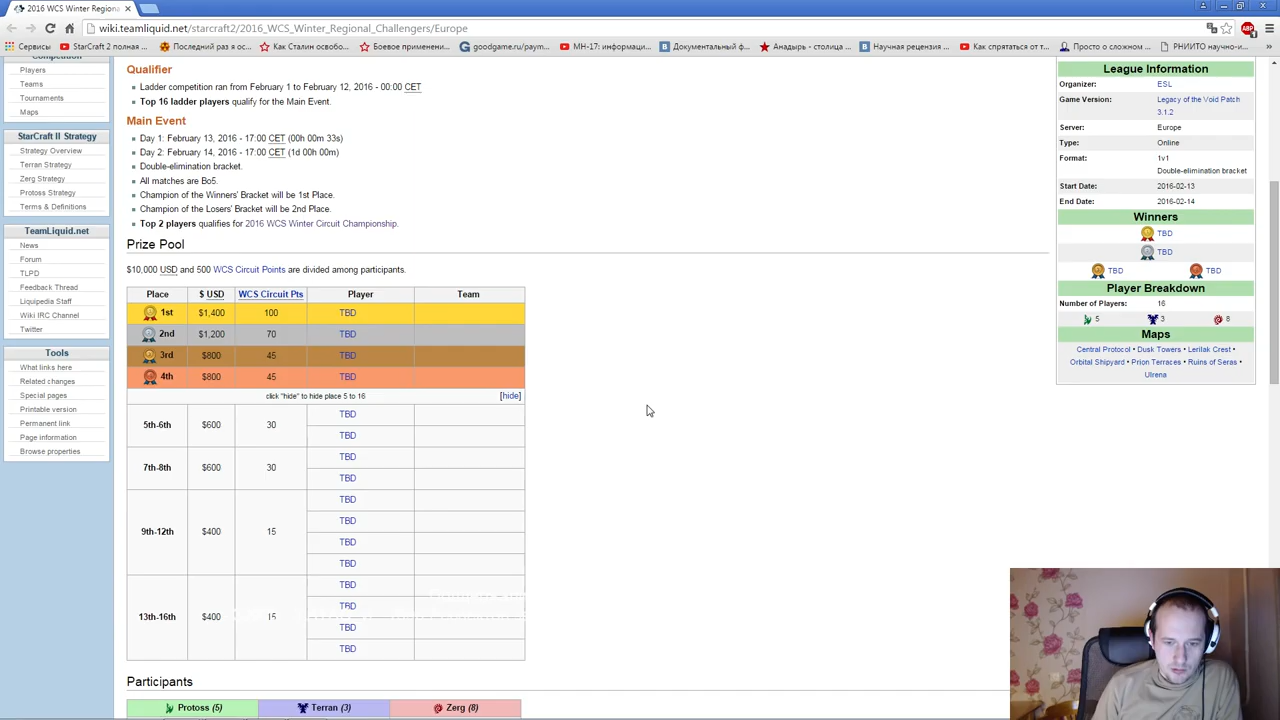 2016 WCS Winter Regional
wiki.teamliquid.net/starcraft2/2016_WCS_Winter_Regional_Challengers/Europe
ABP
Сервисы
StarCraft 2 полная ...
Последний раз я ос...
Как Сталин освобо...
Боевое применени...
goodgame.ru/paym...
МН-17: информаци...
Документальный ф...
Анадырь - столица ...
Научная рецензия ...
Как спрятаться от т...
Просто о сложном ...
РНИИТО научно-и...
Competition
Players
Teams
Tournaments
Maps
StarCraft II Strategy
Strategy Overview
Terran Strategy
Zerg Strategy
Protoss Strategy
Terms & Definitions
TeamLiquid.net
News
Forum
TLPD
Feedback Thread
Liquipedia Staff
Wiki IRC Channel
Twitter
Tools
What links here
Related changes
Special pages
Printable version
Permanent link
Page information
Browse properties
Qualifier
Ladder competition ran from February 1 to February 12, 2016 - 00:00 CET
Top 16 ladder players qualify for the Main Event.
Main Event
Day 1: February 13, 2016 - 17:00 CET (00h 00m 33s)
Day 2: February 14, 2016 - 17:00 CET (1d 00h 00m)
Double-elimination bracket.
All matches are Bo5.
Champion of the Winners' Bracket will be 1st Place.
Champion of the Losers' Bracket will be 2nd Place.
Top 2 players qualifies for 2016 WCS Winter Circuit Championship.
Prize Pool
$10,000 USD and 500 WCS Circuit Points are divided among participants.
Place $ USD WCS Circuit Pts Player Team
1st $1,400 100 TBD
2nd $1,200 70 TBD
3rd $800 45 TBD
4th $800 45 TBD
click "hide" to hide place 5 to 16 [hide]
5th-6th $600 30 TBD
TBD
7th-8th $600 30 TBD
TBD
9th-12th $400 15 TBD
TBD
TBD
TBD
13th-16th $400 15 TBD
TBD
TBD
TBD
Participants
Protoss (5) Terran (3) Zerg (8)
League Information
Organizer: ESL
Game Version: Legacy of the Void Patch
3.1.2
Server: Europe
Type: Online
Format: 1v1
Double-elimination bracket
Start Date: 2016-02-13
End Date: 2016-02-14
Winners
TBD
TBD
TBD TBD
Player Breakdown
Number of Players: 16
5 3 8
Maps
Central Protocol • Dusk Towers • Lerilak Crest •
Orbital Shipyard • Prion Terraces • Ruins of Seras •
Ulrena